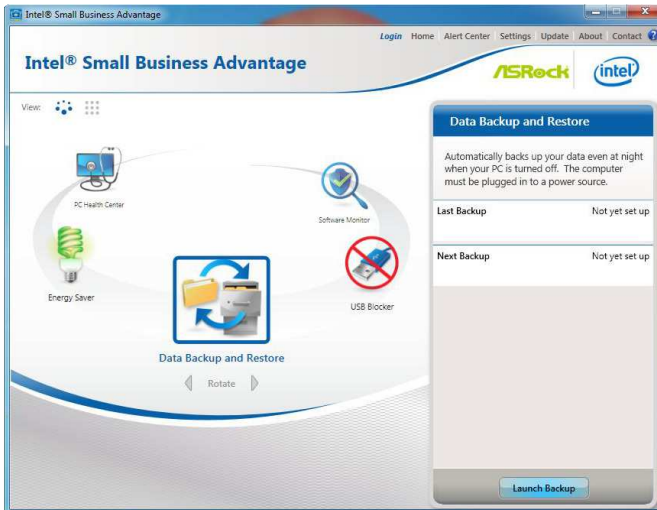 Intel® Small Business Advantage
Login Home Alert Center Settings Update About Contact ?
Intel® Small Business Advantage
ASRock
intel
View:
Data Backup and Restore
Automatically backs up your data even at night
when your PC is turned off. The computer
must be plugged in to a power source.
Last Backup Not yet set up
Next Backup Not yet set up
PC Health Center
Software Monitor
Energy Saver
USB Blocker
Data Backup and Restore
Rotate
Launch Backup